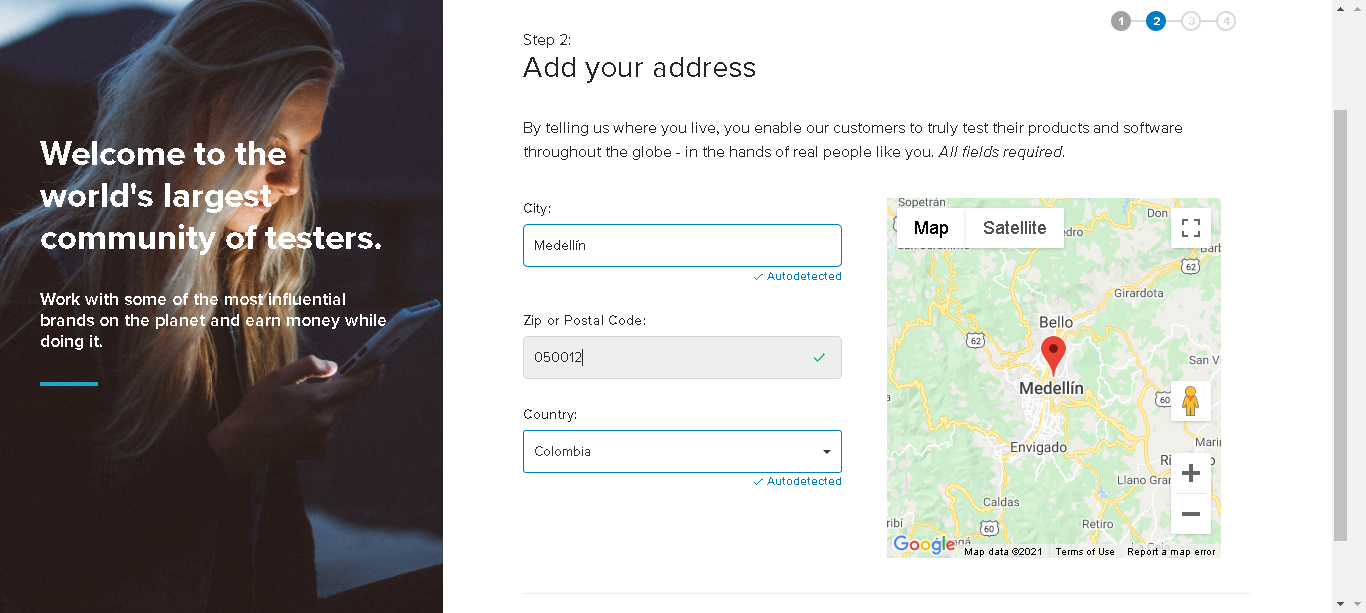 Welcome to the
world's largest
community of testers.
Work with some of the most influential
brands on the planet and earn money while
doing it.
1 2 3 4
Step 2:
Add your address
By telling us where you live, you enable our customers to truly test their products and software
throughout the globe - in the hands of real people like you. All fields required.
City:
Medellín
Autodetected
Zip or Postal Code:
050012
Country:
Colombia
Autodetected
Sopetrán
Map Satellite
Don
edro
Barb
62
Girardota
Bello
62
San V
Medellín
60
Marin
Envigado
Llano Gra
Caldas
ribí
60
Retiro
Google
Map data ©2021 Terms of Use Report a map error